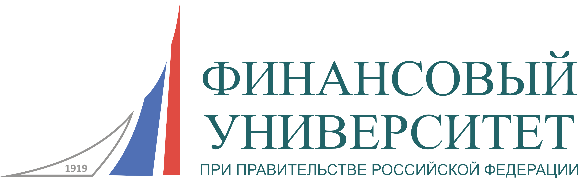 ФИНАНСОВЫЙ
УНИВЕРСИТЕТ
ПРИ ПРАВИТЕЛЬСТВЕ РОССИЙСКОЙ ФЕДЕРАЦИИ
1919